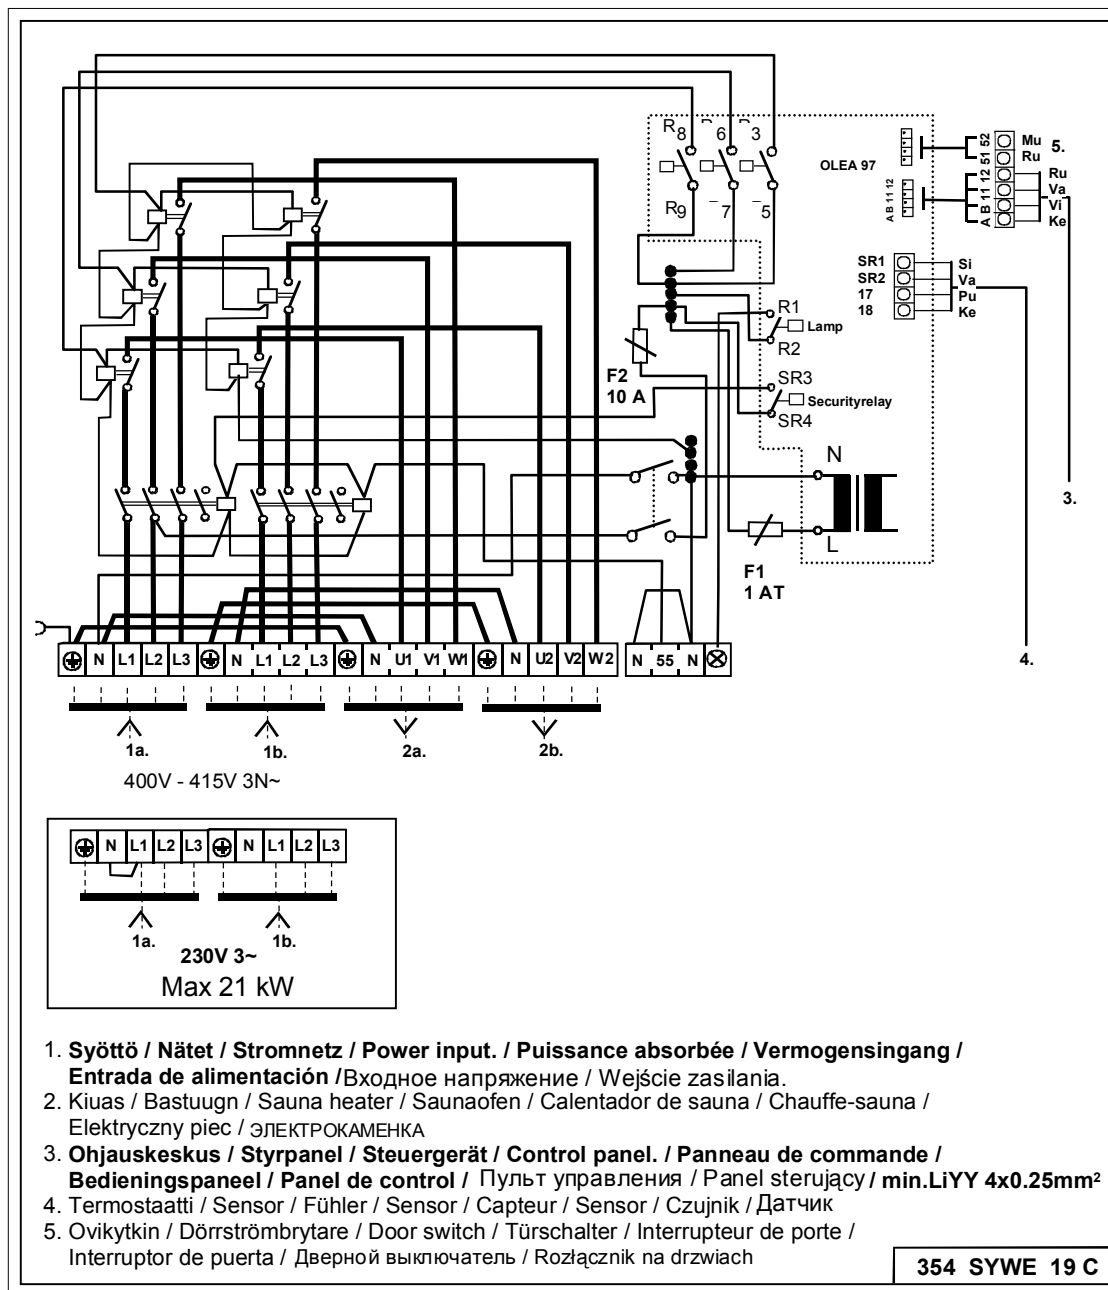 R8 6 3
OLEA 97
52 Mu 5.
51 Ru
12 Ru
11 Va
B Vi
A Ke
A B 11 12
R9 7 5
SR1 Si
SR2 Va
17 Pu
18 Ke
R1
Lamp
R2
F2
10 A
SR3
Securityrelay
SR4
N
3.
L
F1
1 AT
N L1 L2 L3 N L1 L2 L3 N U1 V1 W1 N U2 V2 W2 N 55 N
4.
1a. 1b. 2a. 2b.
400V - 415V 3N~
N L1 L2 L3 N L1 L2 L3
1a. 1b.
230V 3~
Max 21 kW
1. Syöttö / Nätet / Stromnetz / Power input. / Puissance absorbée / Vermogensingang /
Entrada de alimentación /Входное напряжение / Wejście zasilania.
2. Kiuas / Bastuugn / Sauna heater / Saunaofen / Calentador de sauna / Chauffe-sauna /
Elektryczny piec / ЭЛЕКТРОКАМЕНКА
3. Ohjauskeskus / Styrpanel / Steuergerät / Control panel. / Panneau de commande /
Bedieningspaneel / Panel de control / Пульт управления / Panel sterujący / min.LiYY 4x0.25mm²
4. Termostaatti / Sensor / Fühler / Sensor / Capteur / Sensor / Czujnik / Датчик
5. Ovikytkin / Dörrströmbrytare / Door switch / Türschalter / Interrupteur de porte /
Interruptor de puerta / Дверной выключатель / Rozłącznik na drzwiach
354 SYWE 19 C